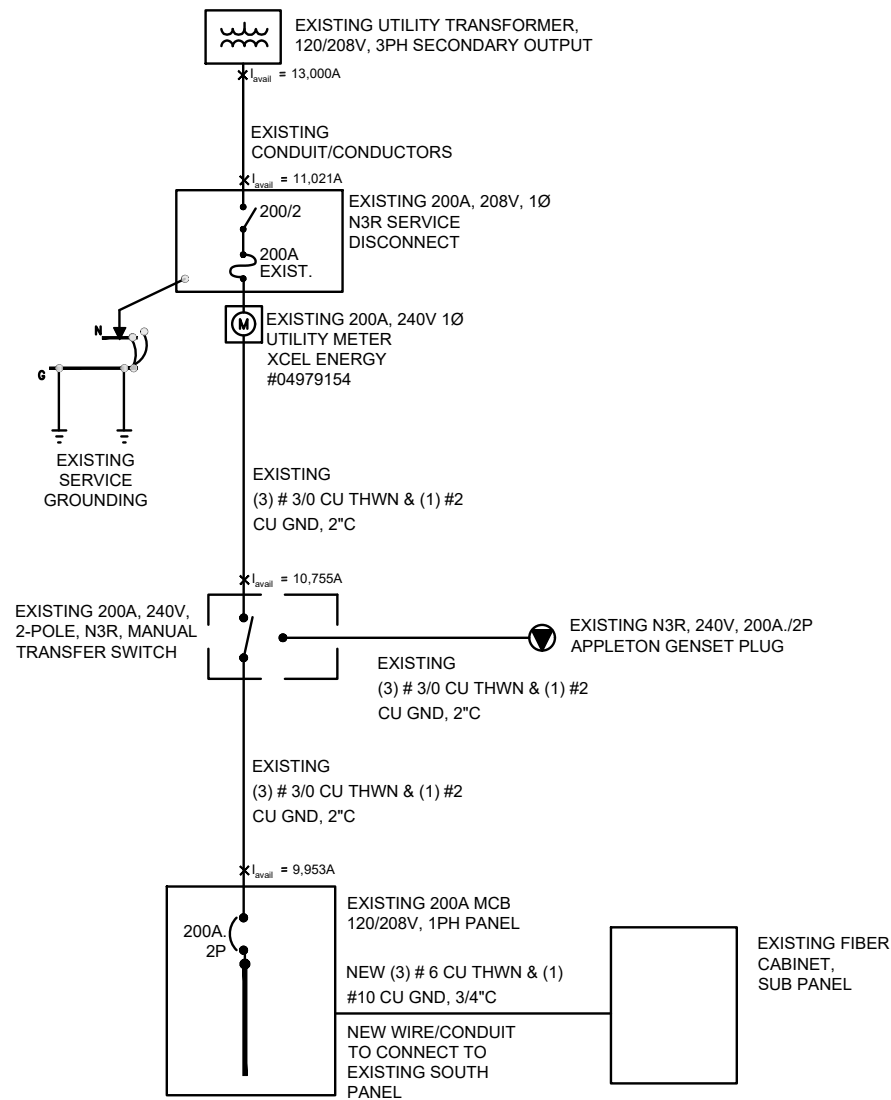 EXISTING UTILITY TRANSFORMER,
120/208V, 3PH SECONDARY OUTPUT
Iavail = 13,000A
EXISTING
CONDUIT/CONDUCTORS
Iavail = 11,021A
200/2
200A
EXIST.
EXISTING 200A, 208V, 1Ø
N3R SERVICE
DISCONNECT
M
EXISTING 200A, 240V 1Ø
UTILITY METER
XCEL ENERGY
#04979154
N
G
EXISTING
SERVICE
GROUNDING
EXISTING
(3) # 3/0 CU THWN & (1) #2
CU GND, 2"C
Iavail = 10,755A
EXISTING 200A, 240V,
2-POLE, N3R, MANUAL
TRANSFER SWITCH
EXISTING N3R, 240V, 200A./2P
APPLETON GENSET PLUG
EXISTING
(3) # 3/0 CU THWN & (1) #2
CU GND, 2"C
EXISTING
(3) # 3/0 CU THWN & (1) #2
CU GND, 2"C
Iavail = 9,953A
200A.
2P
EXISTING 200A MCB
120/208V, 1PH PANEL
NEW (3) # 6 CU THWN & (1)
#10 CU GND, 3/4"C
NEW WIRE/CONDUIT
TO CONNECT TO
EXISTING SOUTH
PANEL
EXISTING FIBER
CABINET,
SUB PANEL